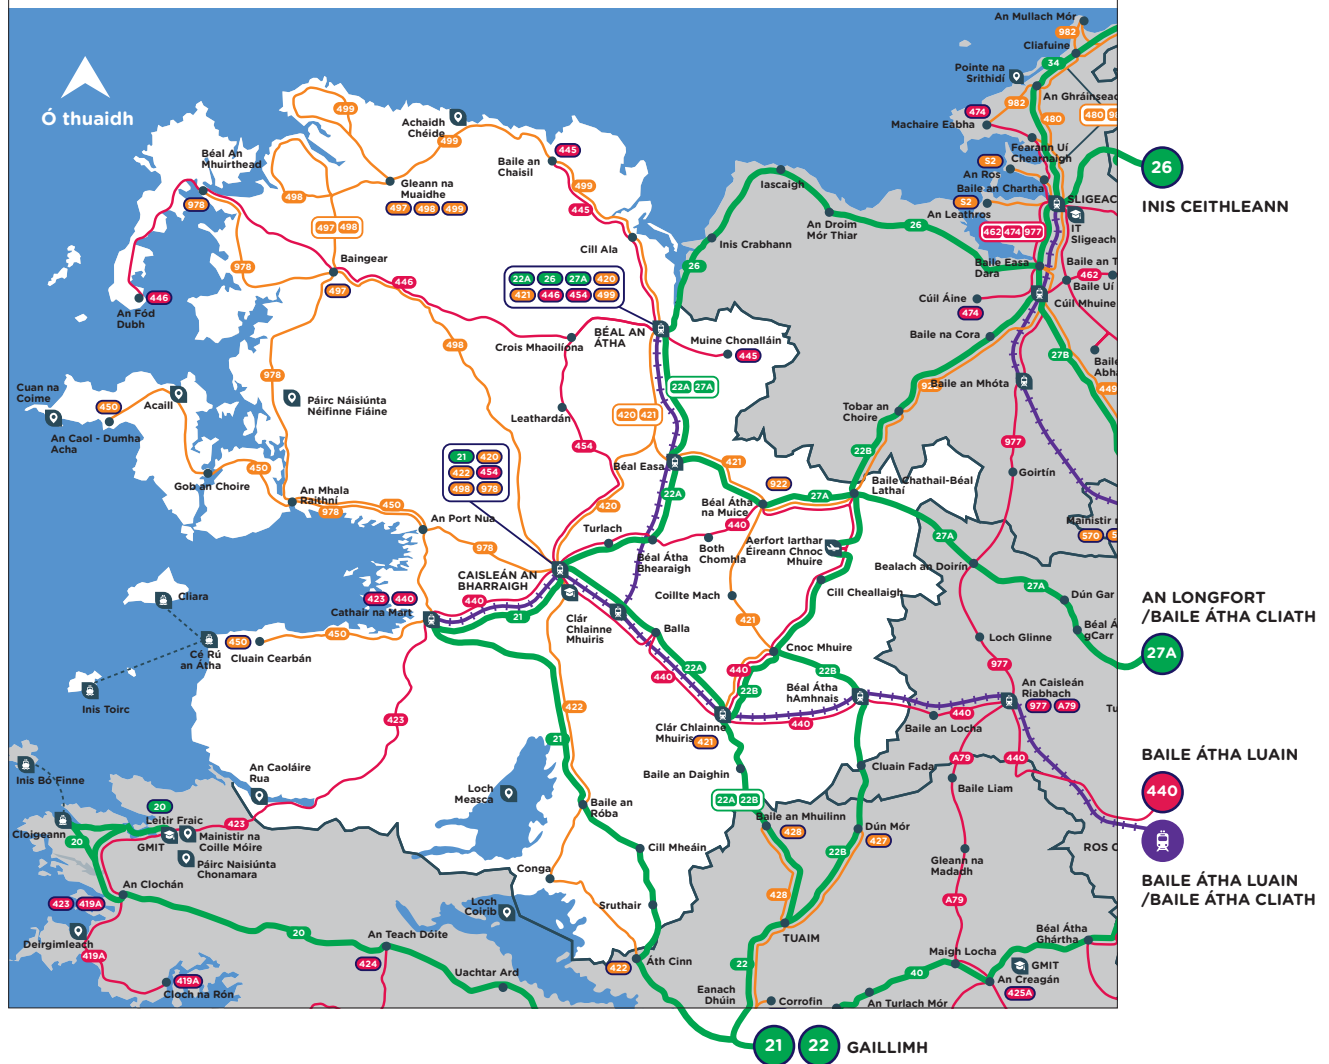 An Mullach Mór
982
Cliafuine
34
Pointe na
Srithidí
An Ghráinseac
982
474
480
480
Machaire Eabha
Fearann Uí
Chearnaigh
S2
An Ros
Baile an Chartha
S2
An Leathros
SLIGEAC
IT
Sligeach
462 474 977
26
INIS CEITHLEANN
Ó thuaidh
499
Achaidh
Chéide
499
Béal An
Mhuirthead
978
498
Gleann na
Muaidhe
497 498 499
Baile an
Chaisil
445
499
445
497 498
978
Baingear
497
446
446
An Fód
Dubh
Cill Ala
22A 26 27A 420
421 446 454 499
BÉAL AN
ÁTHA
Crois Mhaoilíona
Muine Chonalláin
445
Iascaigh
An Droim
Mór Thiar
26
Inis Crabhann
26
Baile Easa
Dara
Baile an T
462
Baile Uí
Cúil Áine
474
Cúil Mhuine
Baile na Cora
27B
Baile
Abha
449
Baile an Mhóta
Tobar an
Choire
977
Goirtín
22B
498
978
Páirc Náisiúnta
Néifinne Fiáine
Cuan na
Coime
450
Acaill
An Caol - Dumha
Acha
Gob an Choire
450
An Mhala
Raithní
978
450
An Port Nua
978
Leathardán
454
22A 27A
420 421
21 420
422 454
498 978
Béal Easa
421
22A
420
922
27A
Béal Átha
na Muice
440
Baile Chathail-Béal
Lathaí
Mainistir
570
27A
Turlach
Béal Átha
Bhearaigh
Both
Chomhla
Aerfort Iarthar
Éireann Chnoc
Mhuire
Bealach an Doirín
27A
Dún Gar
Béal Á
gCarr
AN LONGFORT
/BAILE ÁTHA CLIATH
27A
CAISLEÁN AN
BHARRAIGH
423 440
Cathair na Mart
440
21
Clár
Chlainne
Mhuiris
Coillte Mach
421
Cill Cheallaigh
Balla
22A
440
Cnoc Mhuire
440
22B
22B
Béal Átha
hAmhnais
440
Loch Glinne
977
An Caisleán
Riabhach
977 A79
440
Baile an Locha
Tu
Cliara
Cé Rú
an Átha
450
Cluain Cearbán
450
Inis Toirc
423
422
21
Clár Chlainne
Mhuiris
421
Baile an Daighin
22A 22B
Baile an Mhuilinn
428
Cluain Fada
Dún Mór
427
22B
428
A79
440
Baile Liam
Gleann na
Madadh
A79
BAILE ÁTHA LUAIN
440
BAILE ÁTHA LUAIN
/BAILE ÁTHA CLIATH
ROS C
Inis Bó Finne
An Caoláire
Rua
Loch
Measca
Baile an
Róba
20
Leitir Fraic
423
Cloigeann
20
GMIT
Mainistir na
Coille Móire
Páirc Naisiúnta
Chonamara
Cill Mheáin
Conga
An Clochán
423 419A
Loch
Coirib
Sruthair
Deirgimleach
419A
419A
Cloch na Rón
20
An Teach Dóite
424
Uachtar Ard
422
Áth Cinn
TUAIM
22
Eanach
Dhúin
Corrofin
40
An Turlach Mór
Maigh Locha
GMIT
An Creagán
425A
Béal Átha
Ghártha
21
22
GAILLIMH